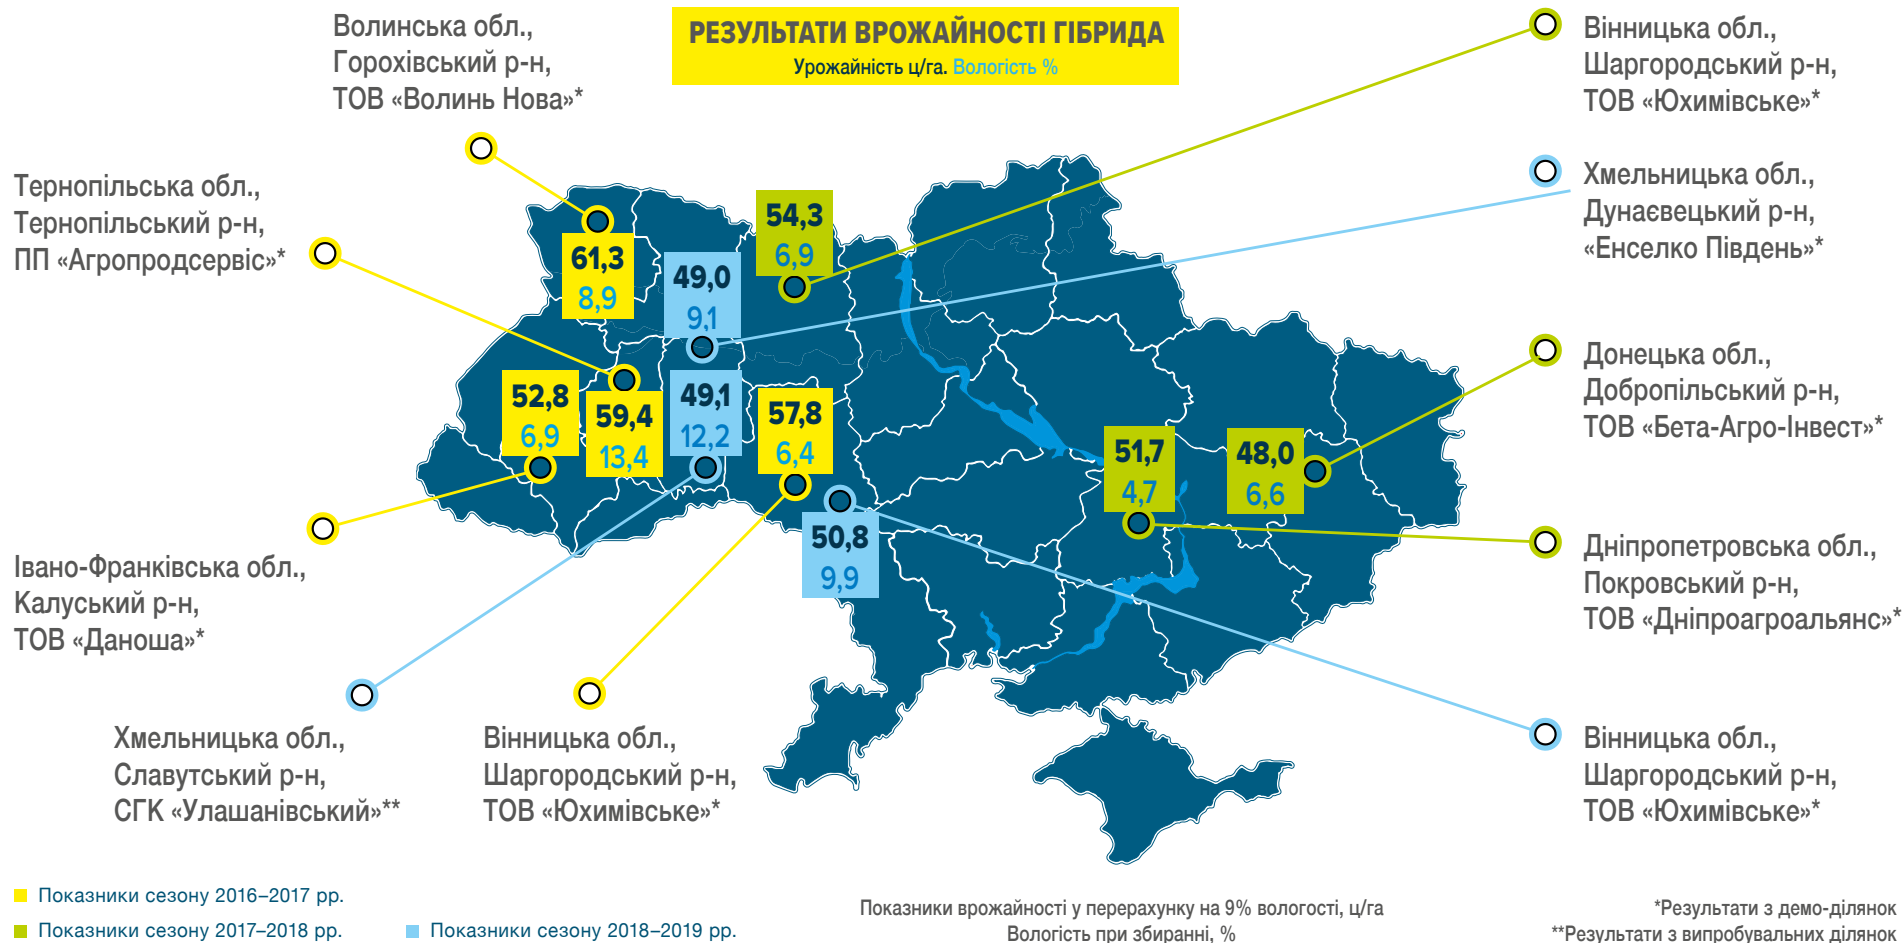 РЕЗУЛЬТАТИ ВРОЖАЙНОСТІ ГІБРИДА
Урожайність ц/га. Вологість %
Волинська обл.,
Горохівський р-н,
ТОВ «Волинь Нова»*
Вінницька обл.,
Шаргородський р-н,
ТОВ «Юхимівське»*
Тернопільська обл.,
Тернопільський р-н,
ПП «Агропродсервіс»*
Хмельницька обл.,
Дунаєвецький р-н,
«Енселко Південь»*
54,3
6,9
61,3
8,9
49,0
9,1
52,8
6,9
59,4
13,4
49,1
12,2
57,8
6,4
50,8
9,9
51,7
4,7
48,0
6,6
Донецька обл.,
Добропільський р-н,
ТОВ «Бета-Агро-Інвест»*
Івано-Франківська обл.,
Калуський р-н,
ТОВ «Даноша»*
Дніпропетровська обл.,
Покровський р-н,
ТОВ «Дніпроагроальянс»*
Хмельницька обл.,
Славутський р-н,
СГК «Улашанівський»**
Вінницька обл.,
Шаргородський р-н,
ТОВ «Юхимівське»*
Вінницька обл.,
Шаргородський р-н,
ТОВ «Юхимівське»*
Показники сезону 2016–2017 рр.
Показники сезону 2017–2018 рр.
Показники сезону 2018–2019 рр.
Показники врожайності у перерахунку на 9% вологості, ц/га
Вологість при збиранні, %
*Результати з демо-ділянок
**Результати з випробувальних ділянок